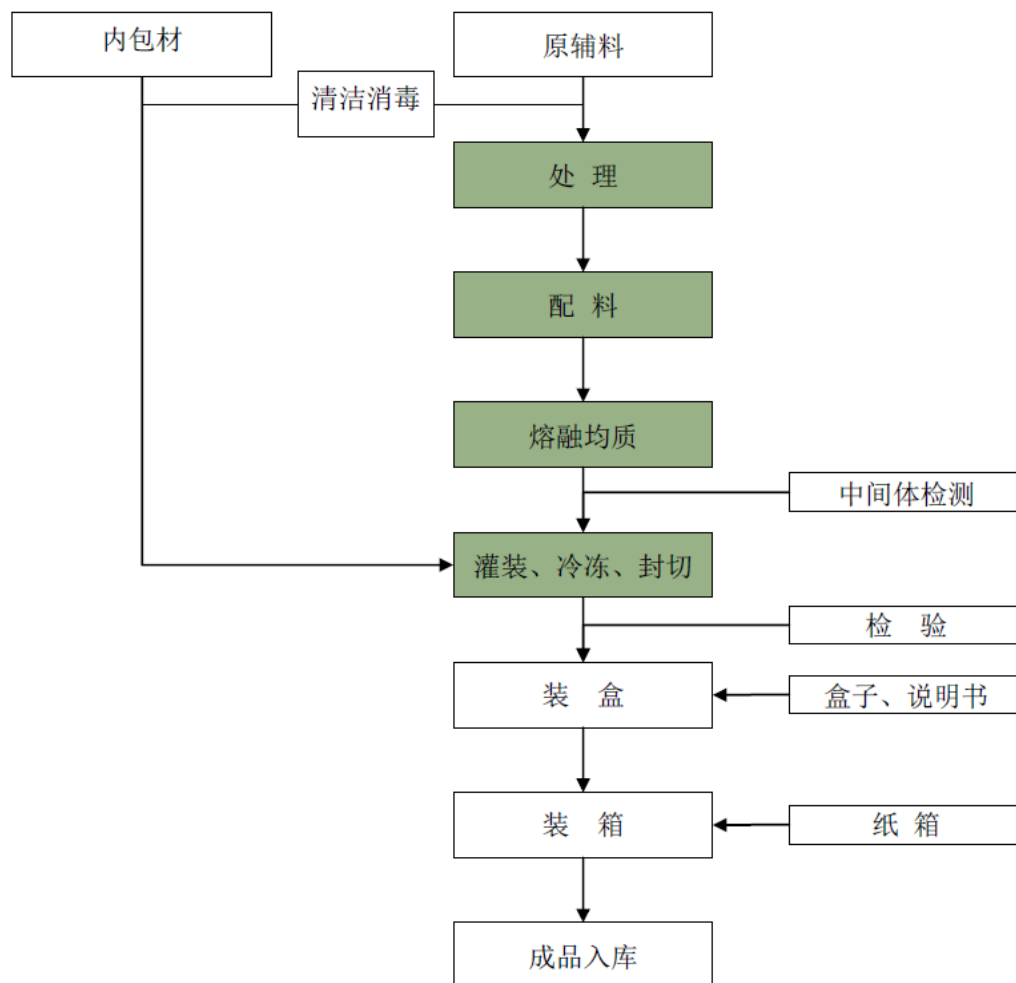 内包材
原辅料
清洁消毒
处 理
配 料
熔融均质
中间体检测
灌装、冷冻、封切
检 验
装 盒
盒子、说明书
装 箱
纸 箱
成品入库